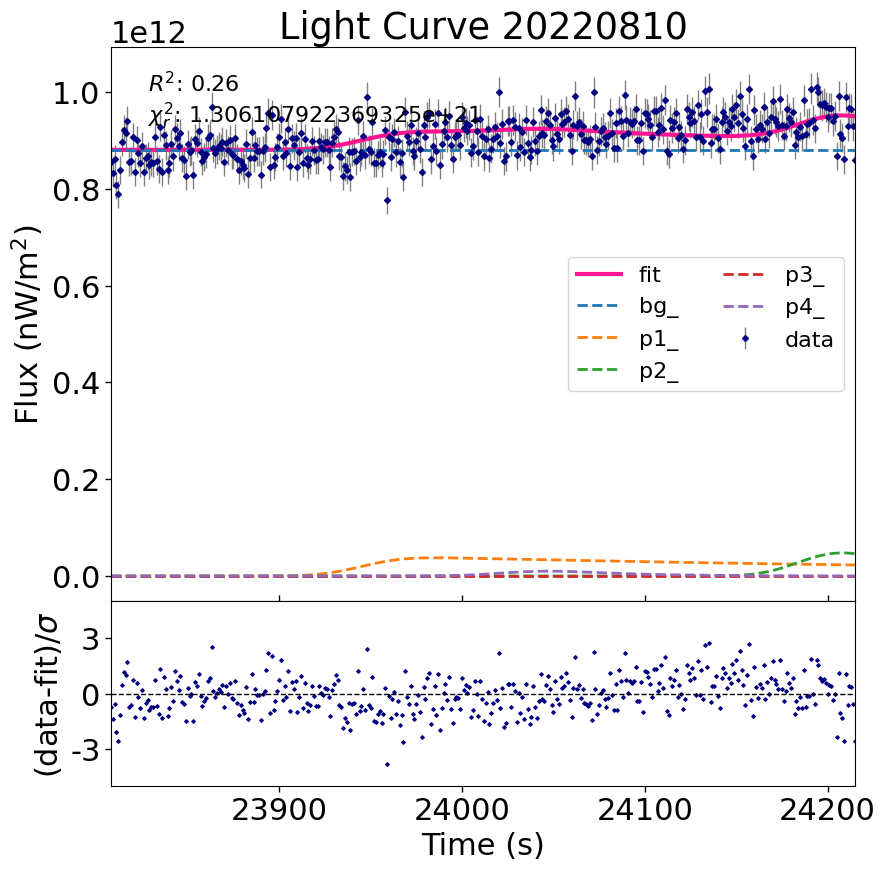 Light Curve 20220810
1e12
R²: 0.26
χ²: 1.3061079223693­25e+21
1.0
0.8
0.6
0.4
0.2
0.0
Flux (nW/m²)
fit
bg_
p1_
p2_
p3_
p4_
data
3
0
-3
(data-fit)/σ
23900
24000
24100
24200
Time (s)